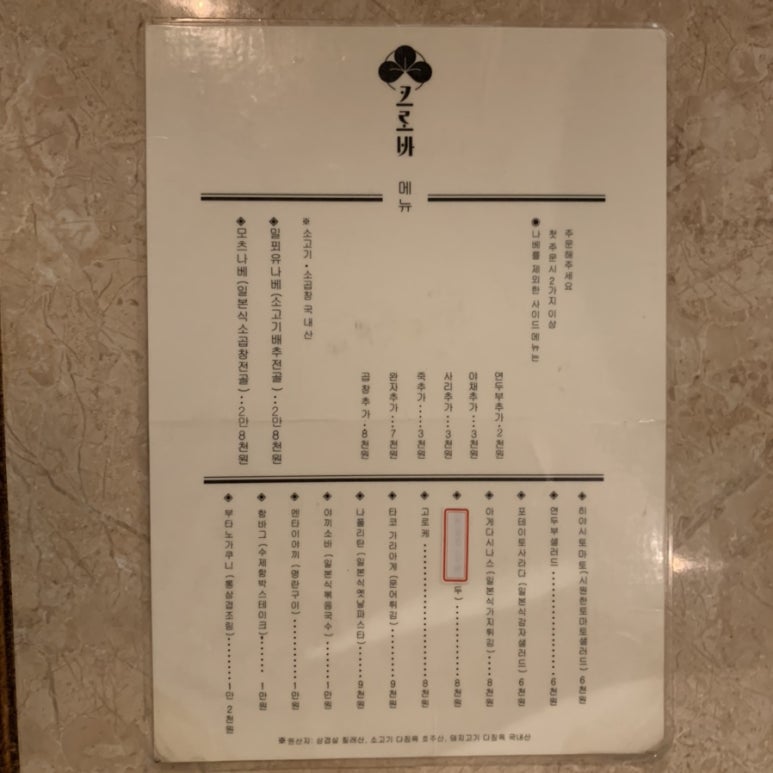 크로바
메뉴
◈모츠나베(일본식 소곱창전골)‥2만8천원
◈밀푀유나베(소고기배추전골)‥2만8천원
※소고기·소곱창 국내산
곱창추가·8천원
완자추가‥7천원
죽추가‥‥3천원
사리추가‥3천원
야채추가‥3천원
연두부추가·2천원
◉나베를 제외한 사이드메뉴는
첫 주문시 2가지 이상
주문해주세요
◈부타노가쿠니(통삼겹조림)‥‥‥1만 2천원
◈함바그(수제함박스테이크)‥‥1만원
◈멘타이야끼(명란구이)‥‥‥‥1만원
◈야끼소바(일본식볶음국수)‥‥1만원
◈나폴리탄(일본식옛날파스타)‥‥9천원
◈타코 가라아게(문어튀김)‥‥‥9천원
◈고로케‥‥‥‥‥‥‥‥‥‥8천원
◈ 두)‥‥‥‥8천원
◈아게다시나스(일본식가지튀김)‥8천원
◈포테이토사라다(일본식감자샐러드)6천원
◈연두부샐러드‥‥‥‥‥‥‥6천원
◈히야시토마토(시원한토마토샐러드)6천원
※원산지: 삼겹살 칠레산, 소고기 다짐육 호주산, 돼지고기 다짐육 국내산